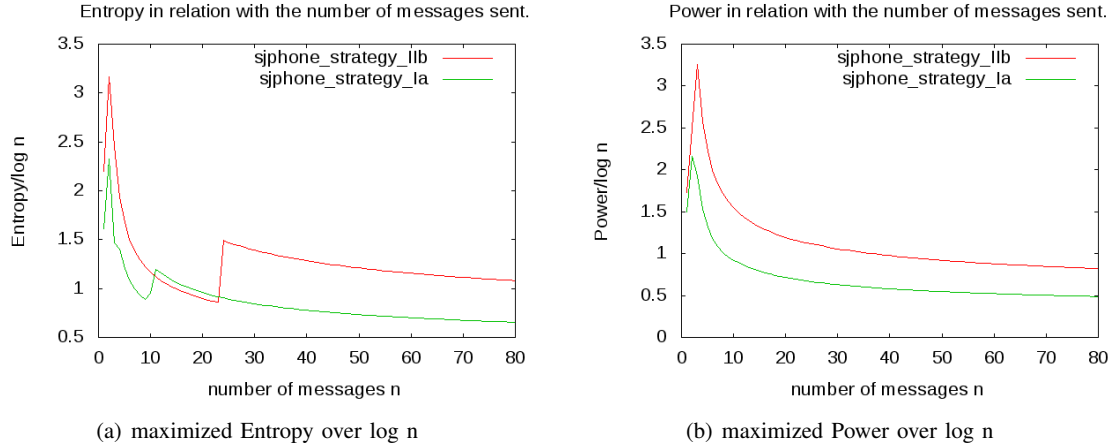 Entropy in relation with the number of messages sent.
3.5
3
2.5
2
1.5
1
0.5
0 10 20 30 40 50 60 70 80
Entropy/log n
number of messages n
sjphone_strategy_IIb
sjphone_strategy_Ia
(a) maximized Entropy over log n
Power in relation with the number of messages sent.
3.5
3
2.5
2
1.5
1
0.5
0
0 10 20 30 40 50 60 70 80
Power/log n
number of messages n
sjphone_strategy_IIb
sjphone_strategy_Ia
(b) maximized Power over log n